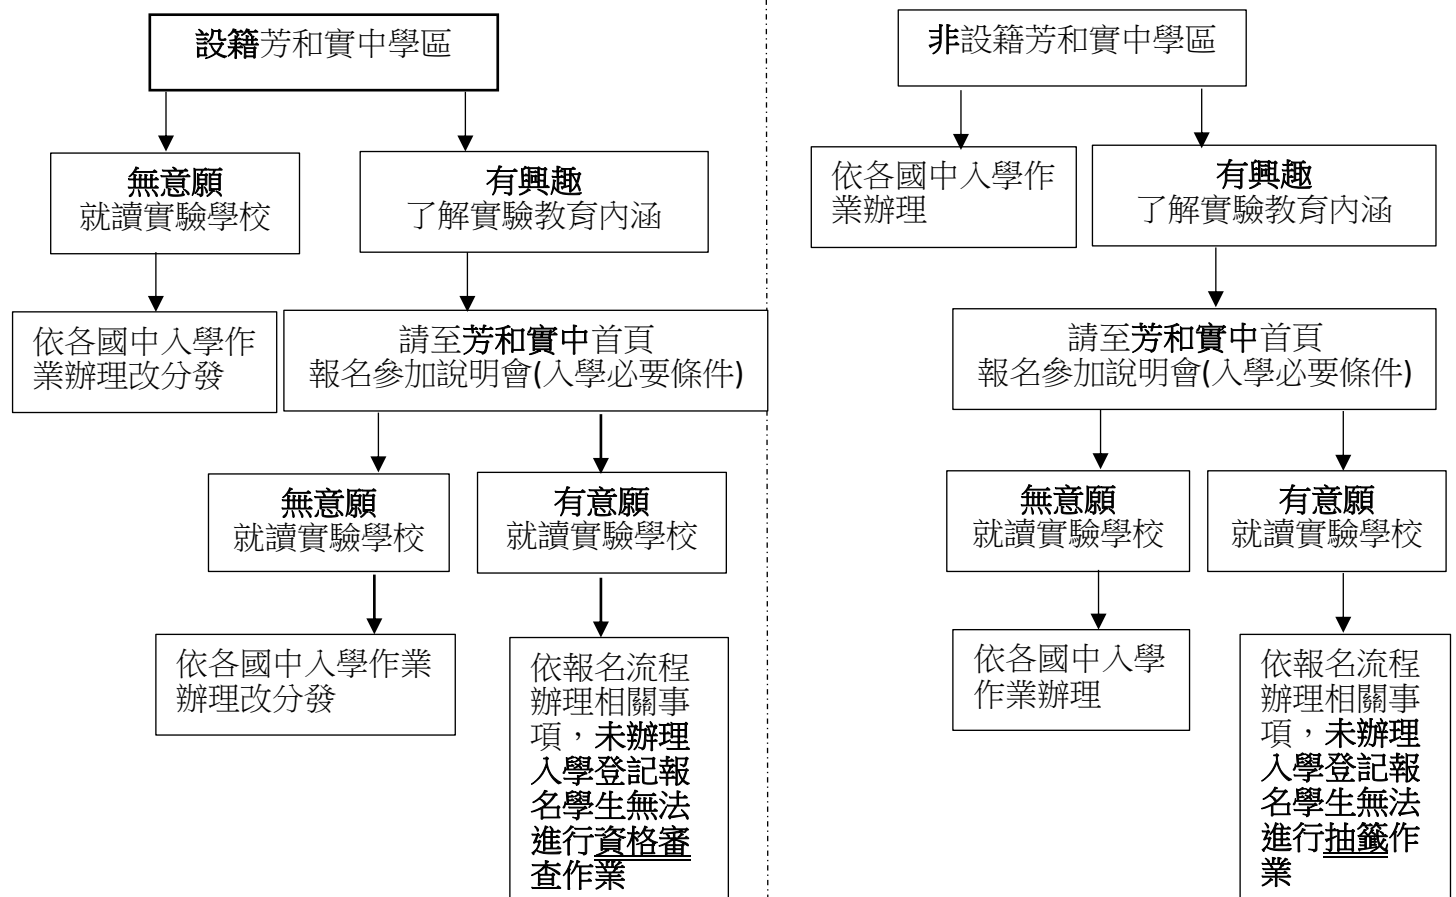 設籍芳和實中學區
無意願
就讀實驗學校
有興趣
了解實驗教育內涵
依各國中入學作
業辦理改分發
請至芳和實中首頁
報名參加說明會(入學必要條件)
無意願
就讀實驗學校
有意願
就讀實驗學校
依各國中入學作業
辦理改分發
依報名流程
辦理相關事
項，未辦理
入學登記報
名學生無法
進行資格審
查作業
非設籍芳和實中學區
依各國中入學作
業辦理
有興趣
了解實驗教育內涵
請至芳和實中首頁
報名參加說明會(入學必要條件)
無意願
就讀實驗學校
有意願
就讀實驗學校
依各國中入學
作業辦理
依報名流程
辦理相關事
項，未辦理
入學登記報
名學生無法
進行抽籤作
業